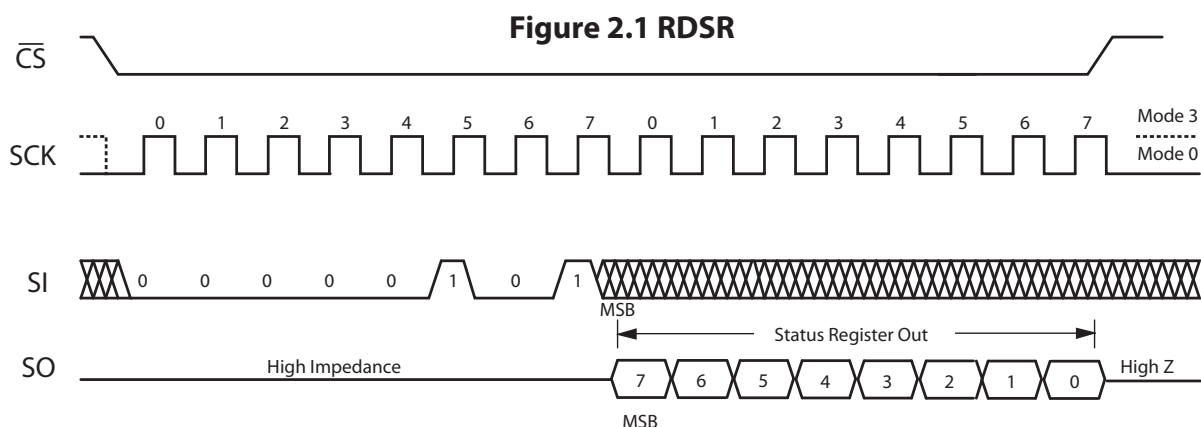 Figure 2.1 RDSR
CS
0 1 2 3 4 5 6 7 0 1 2 3 4 5 6 7
Mode 3
SCK
Mode 0
SI
0 0 0 0 0 1 0 1
MSB
Status Register Out
SO
High Impedance
7 6 5 4 3 2 1 0
High Z
MSB